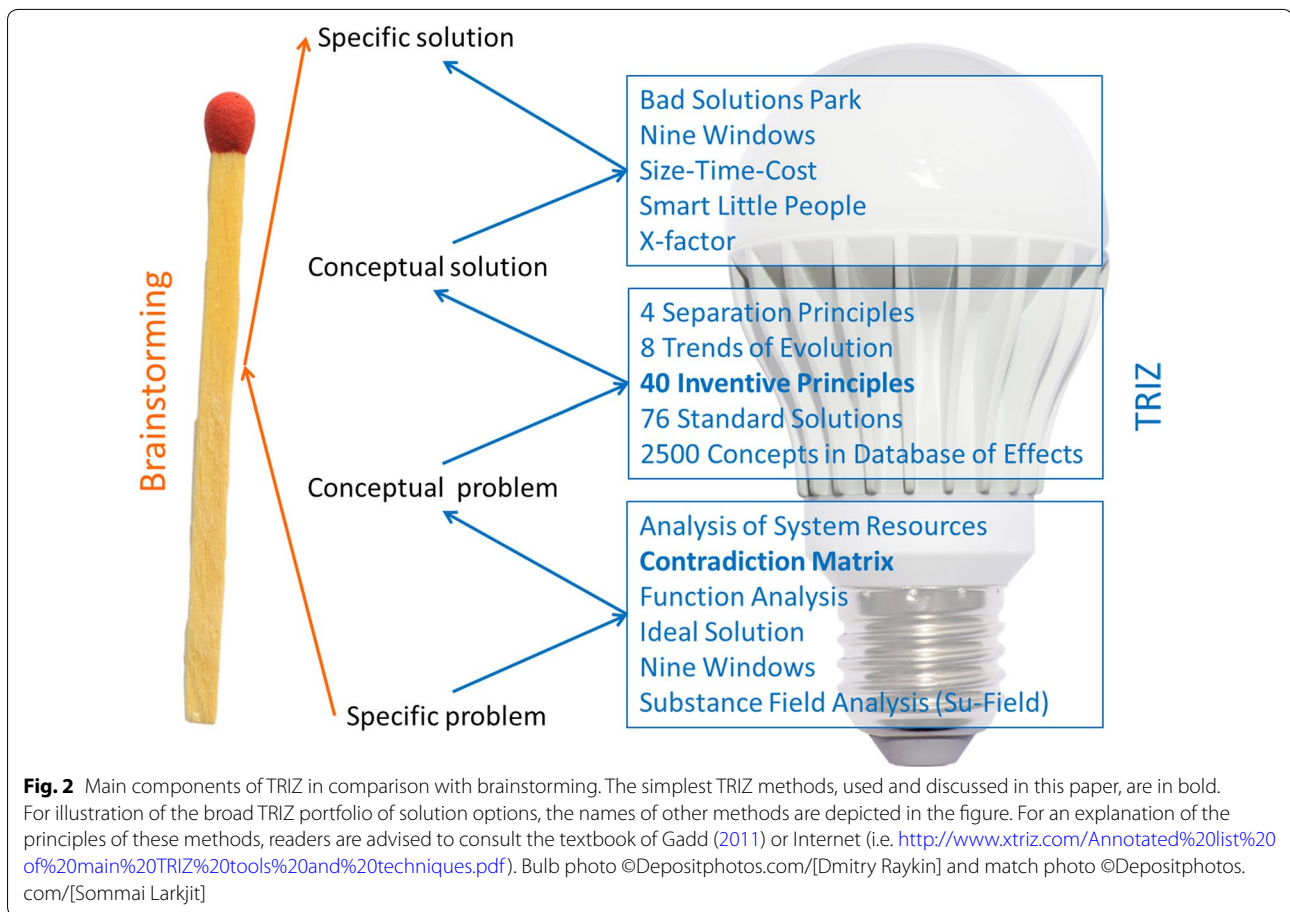 Specific solution
Bad Solutions Park
Nine Windows
Size-Time-Cost
Smart Little People
X-factor
Conceptual solution
4 Separation Principles
8 Trends of Evolution
40 Inventive Principles
76 Standard Solutions
2500 Concepts in Database of Effects
Conceptual problem
Analysis of System Resources
Contradiction Matrix
Function Analysis
Ideal Solution
Nine Windows
Substance Field Analysis (Su-Field)
Specific problem
Brainstorming
TRIZ
Fig. 2 Main components of TRIZ in comparison with brainstorming. The simplest TRIZ methods, used and discussed in this paper, are in bold.
For illustration of the broad TRIZ portfolio of solution options, the names of other methods are depicted in the figure. For an explanation of the
principles of these methods, readers are advised to consult the textbook of Gadd (2011) or Internet (i.e. http://www.xtriz.com/Annotated%20list%20
of%20main%20TRIZ%20tools%20and%20techniques.pdf). Bulb photo ©Depositphotos.com/[Dmitry Raykin] and match photo ©Depositphotos.
com/[Sommai Larkjit]